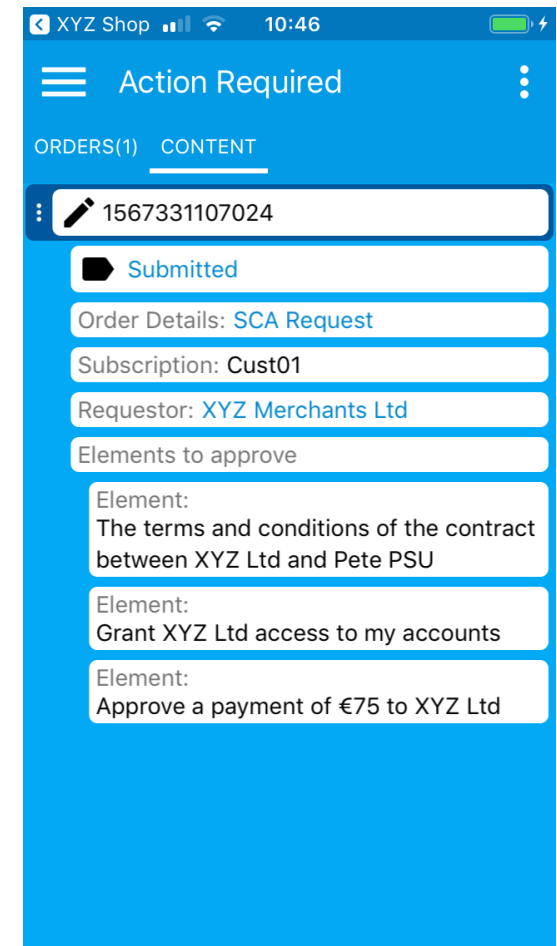 XYZ Shop 10:46
Action Required
ORDERS(1) CONTENT
1567331107024
Submitted
Order Details: SCA Request
Subscription: Cust01
Requestor: XYZ Merchants Ltd
Elements to approve
Element:
The terms and conditions of the contract
between XYZ Ltd and Pete PSU
Element:
Grant XYZ Ltd access to my accounts
Element:
Approve a payment of €75 to XYZ Ltd